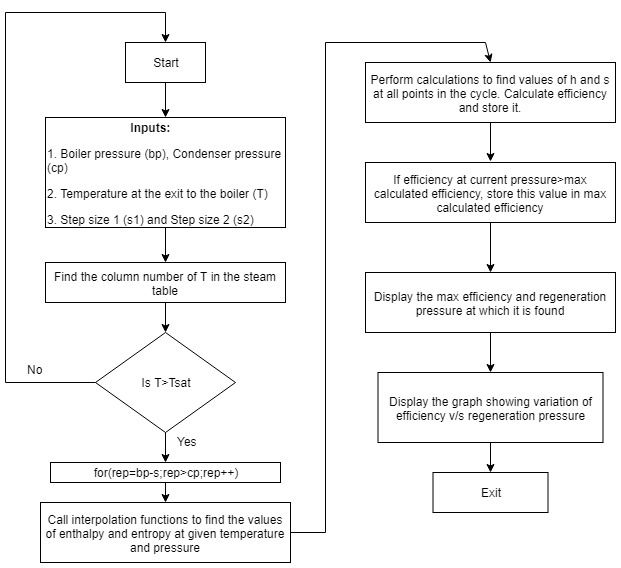 Start
Inputs:
1. Boiler pressure (bp), Condenser pressure
(cp)
2. Temperature at the exit to the boiler (T)
3. Step size 1 (s1) and Step size 2 (s2)
Find the column number of T in the steam
table
Is T>Tsat
No
Yes
for(rep=bp-s;rep>cp;rep++)
Call interpolation functions to find the values
of enthalpy and entropy at given temperature
and pressure
Perform calculations to find values of h and s
at all points in the cycle. Calculate efficiency
and store it.
If efficiency at current pressure>max
calculated efficiency, store this value in max
calculated efficiency
Display the max efficiency and regeneration
pressure at which it is found
Display the graph showing variation of
efficiency v/s regeneration pressure
Exit